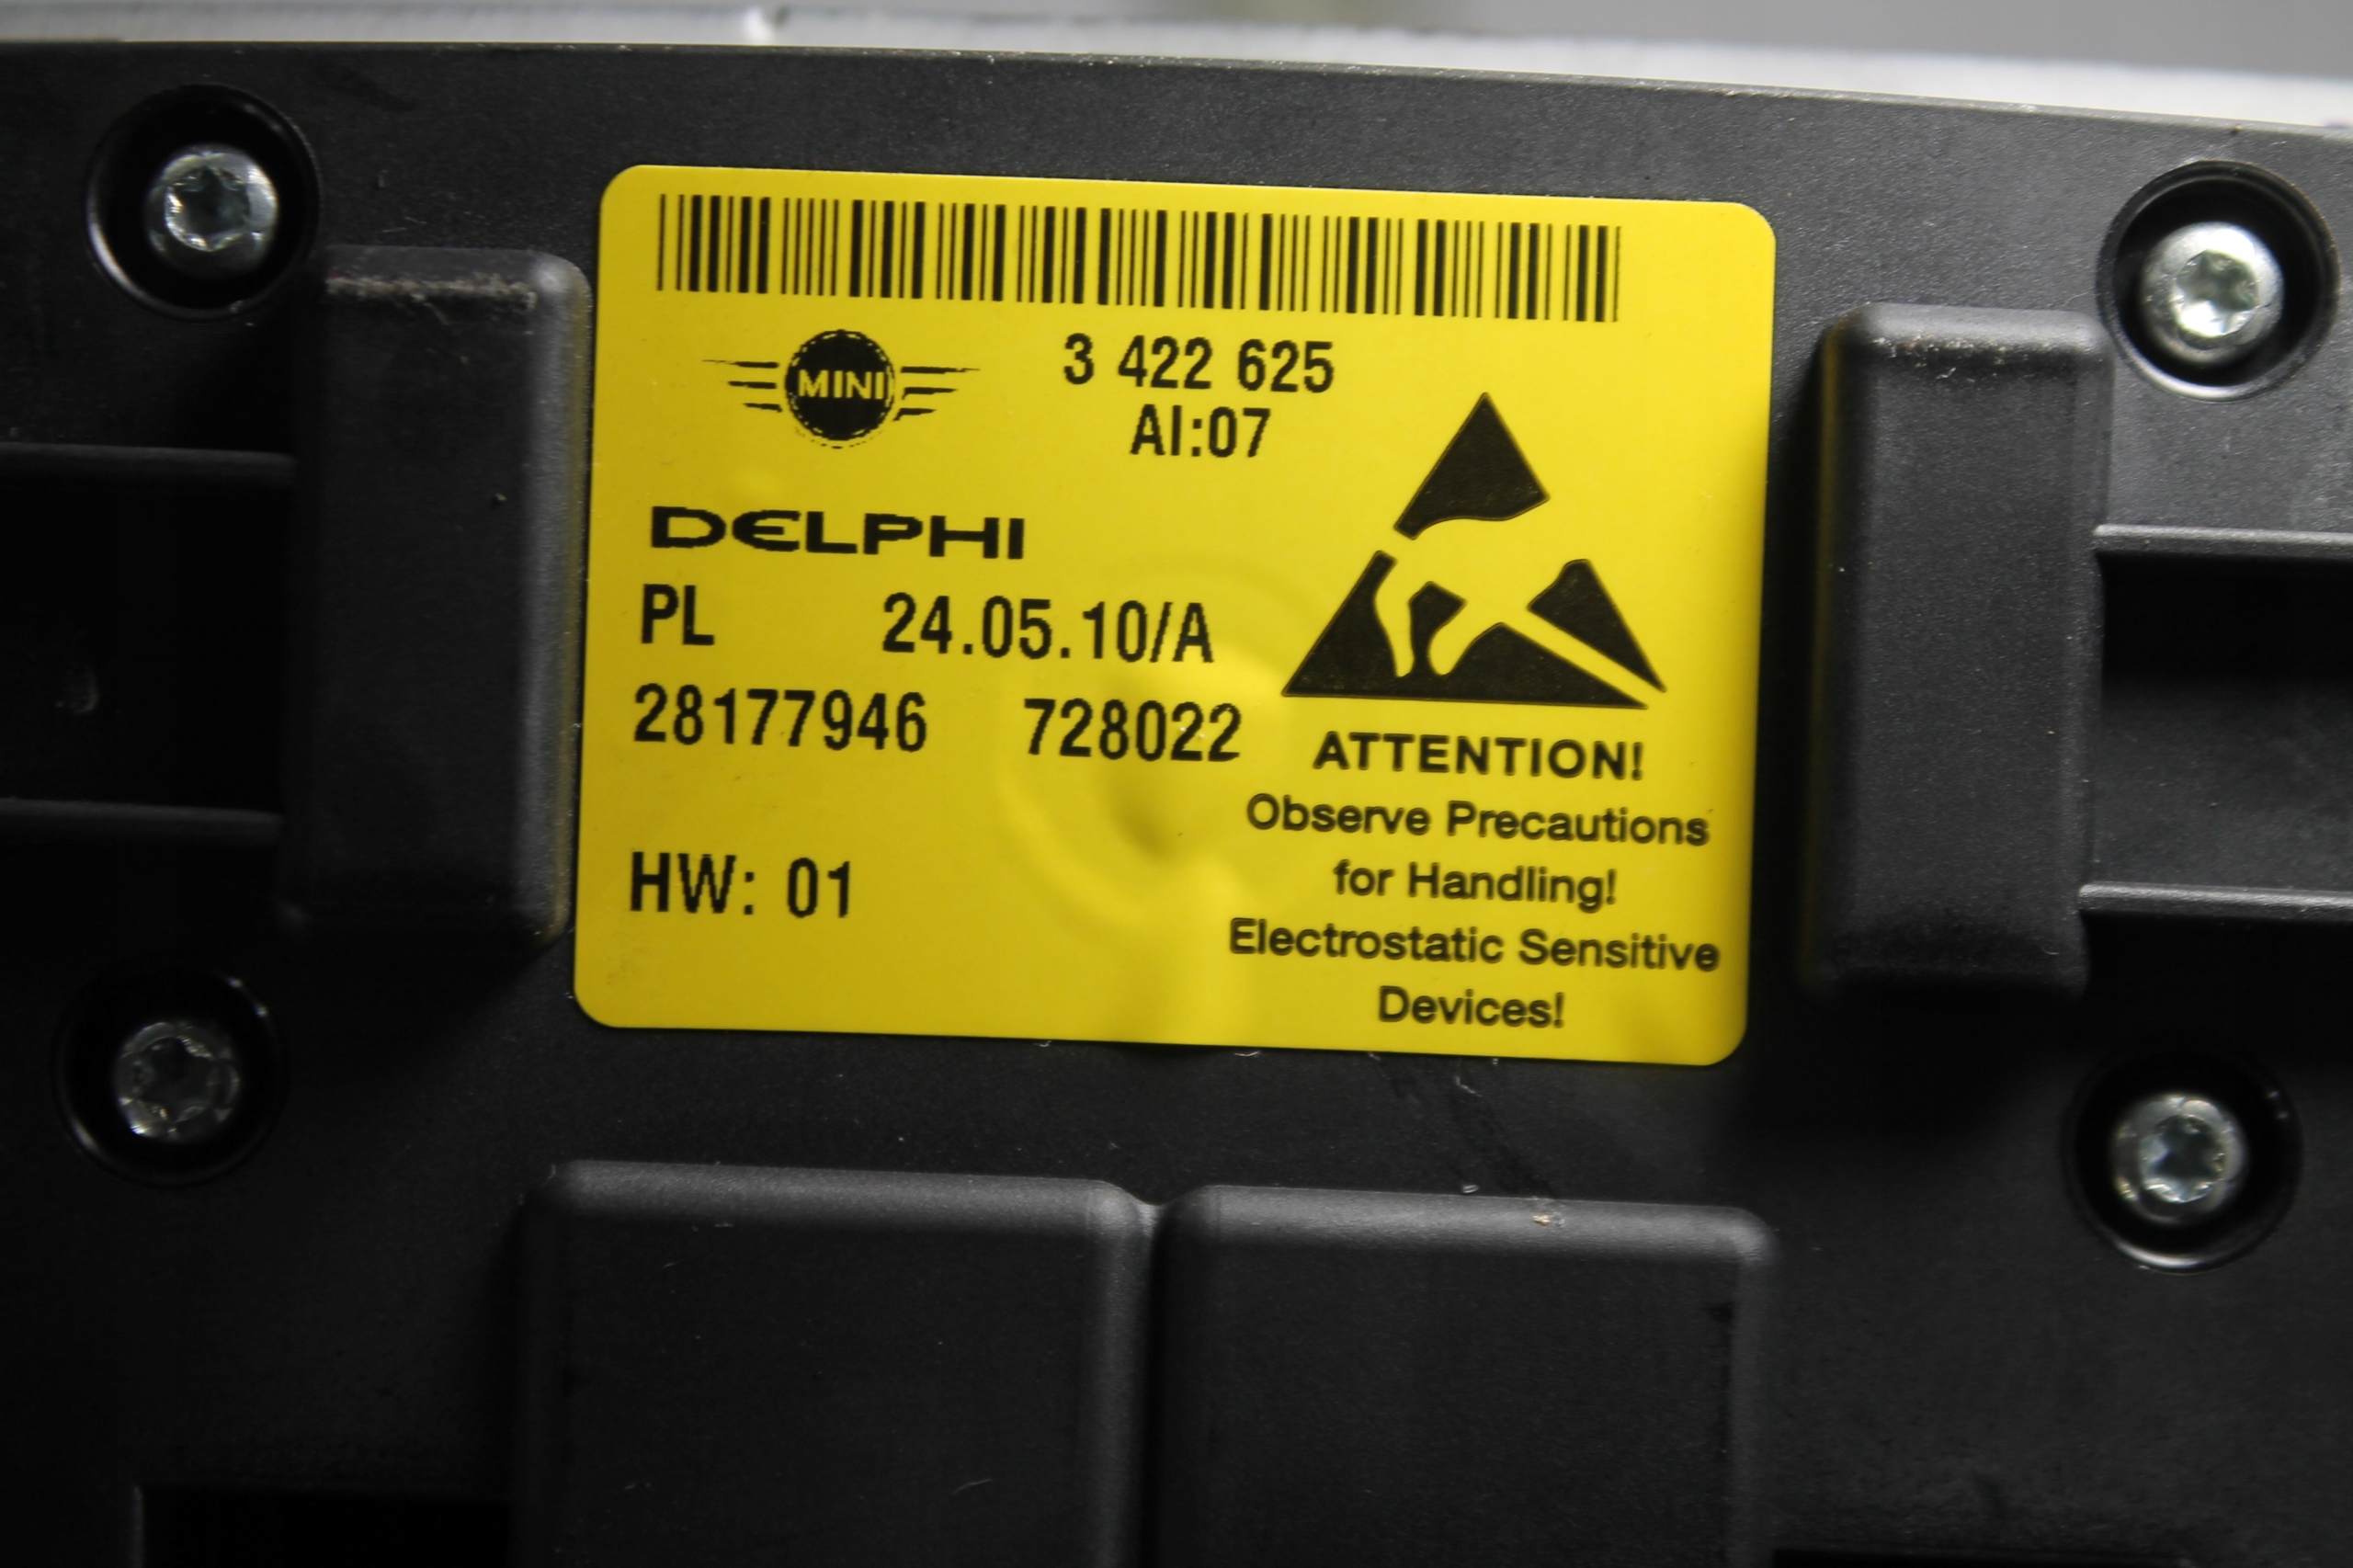 MINI
3 422 625
AI:07
DELPHI
PL 24.05.10/A
28177946 728022
HW: 01
ATTENTION!
Observe Precautions
for Handling!
Electrostatic Sensitive
Devices!